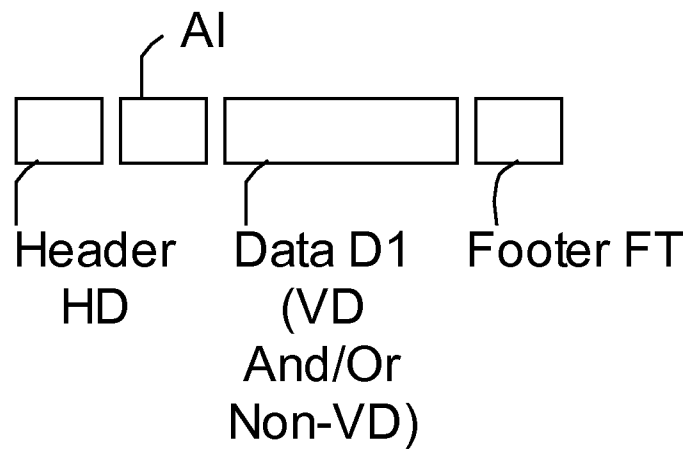 AI
Header
HD
Data D1
(VD
And/Or
Non-VD)
Footer FT